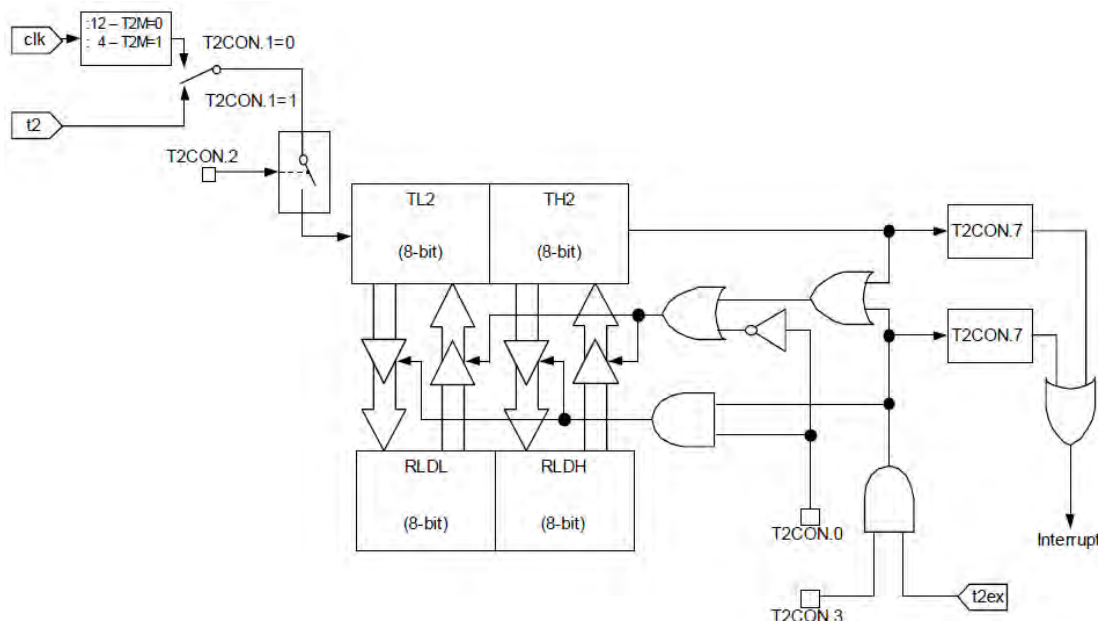 clk
:12 – T2M=0
: 4 – T2M=1
T2CON.1=0
T2CON.1=1
t2
T2CON.2
TL2
(8-bit)
TH2
(8-bit)
T2CON.7
T2CON.7
RLDL
(8-bit)
RLDH
(8-bit)
T2CON.0
Interrupt
t2ex
T2CON.3